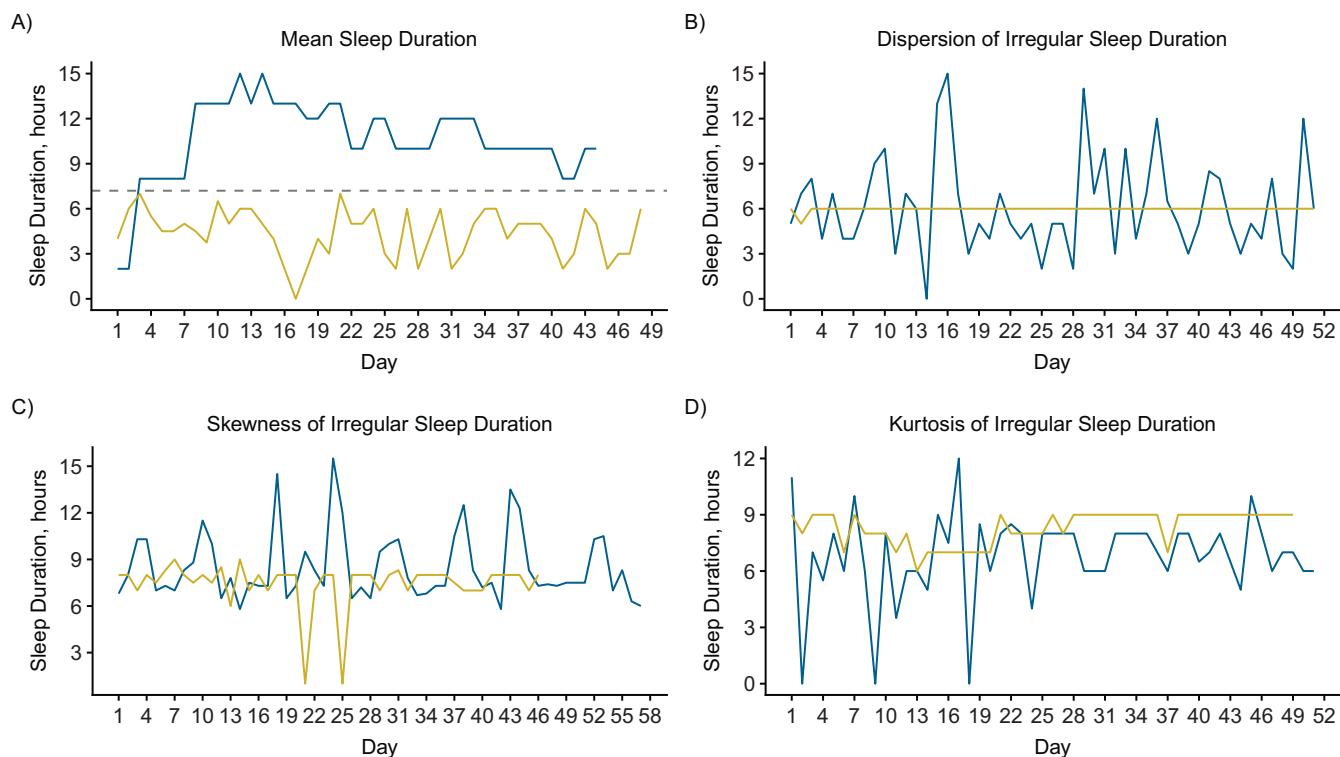 A)
Mean Sleep Duration
Sleep Duration, hours
15
12
9
6
3
0
1 4 7 10 13 16 19 22 25 28 31 34 37 40 43 46 49
Day
B)
Dispersion of Irregular Sleep Duration
Sleep Duration, hours
15
12
9
6
3
0
1 4 7 10 13 16 19 22 25 28 31 34 37 40 43 46 49 52
Day
C)
Skewness of Irregular Sleep Duration
Sleep Duration, hours
15
12
9
6
3
1 4 7 10 13 16 19 22 25 28 31 34 37 40 43 46 49 52 55 58
Day
D)
Kurtosis of Irregular Sleep Duration
Sleep Duration, hours
12
9
6
3
0
1 4 7 10 13 16 19 22 25 28 31 34 37 40 43 46 49 52
Day